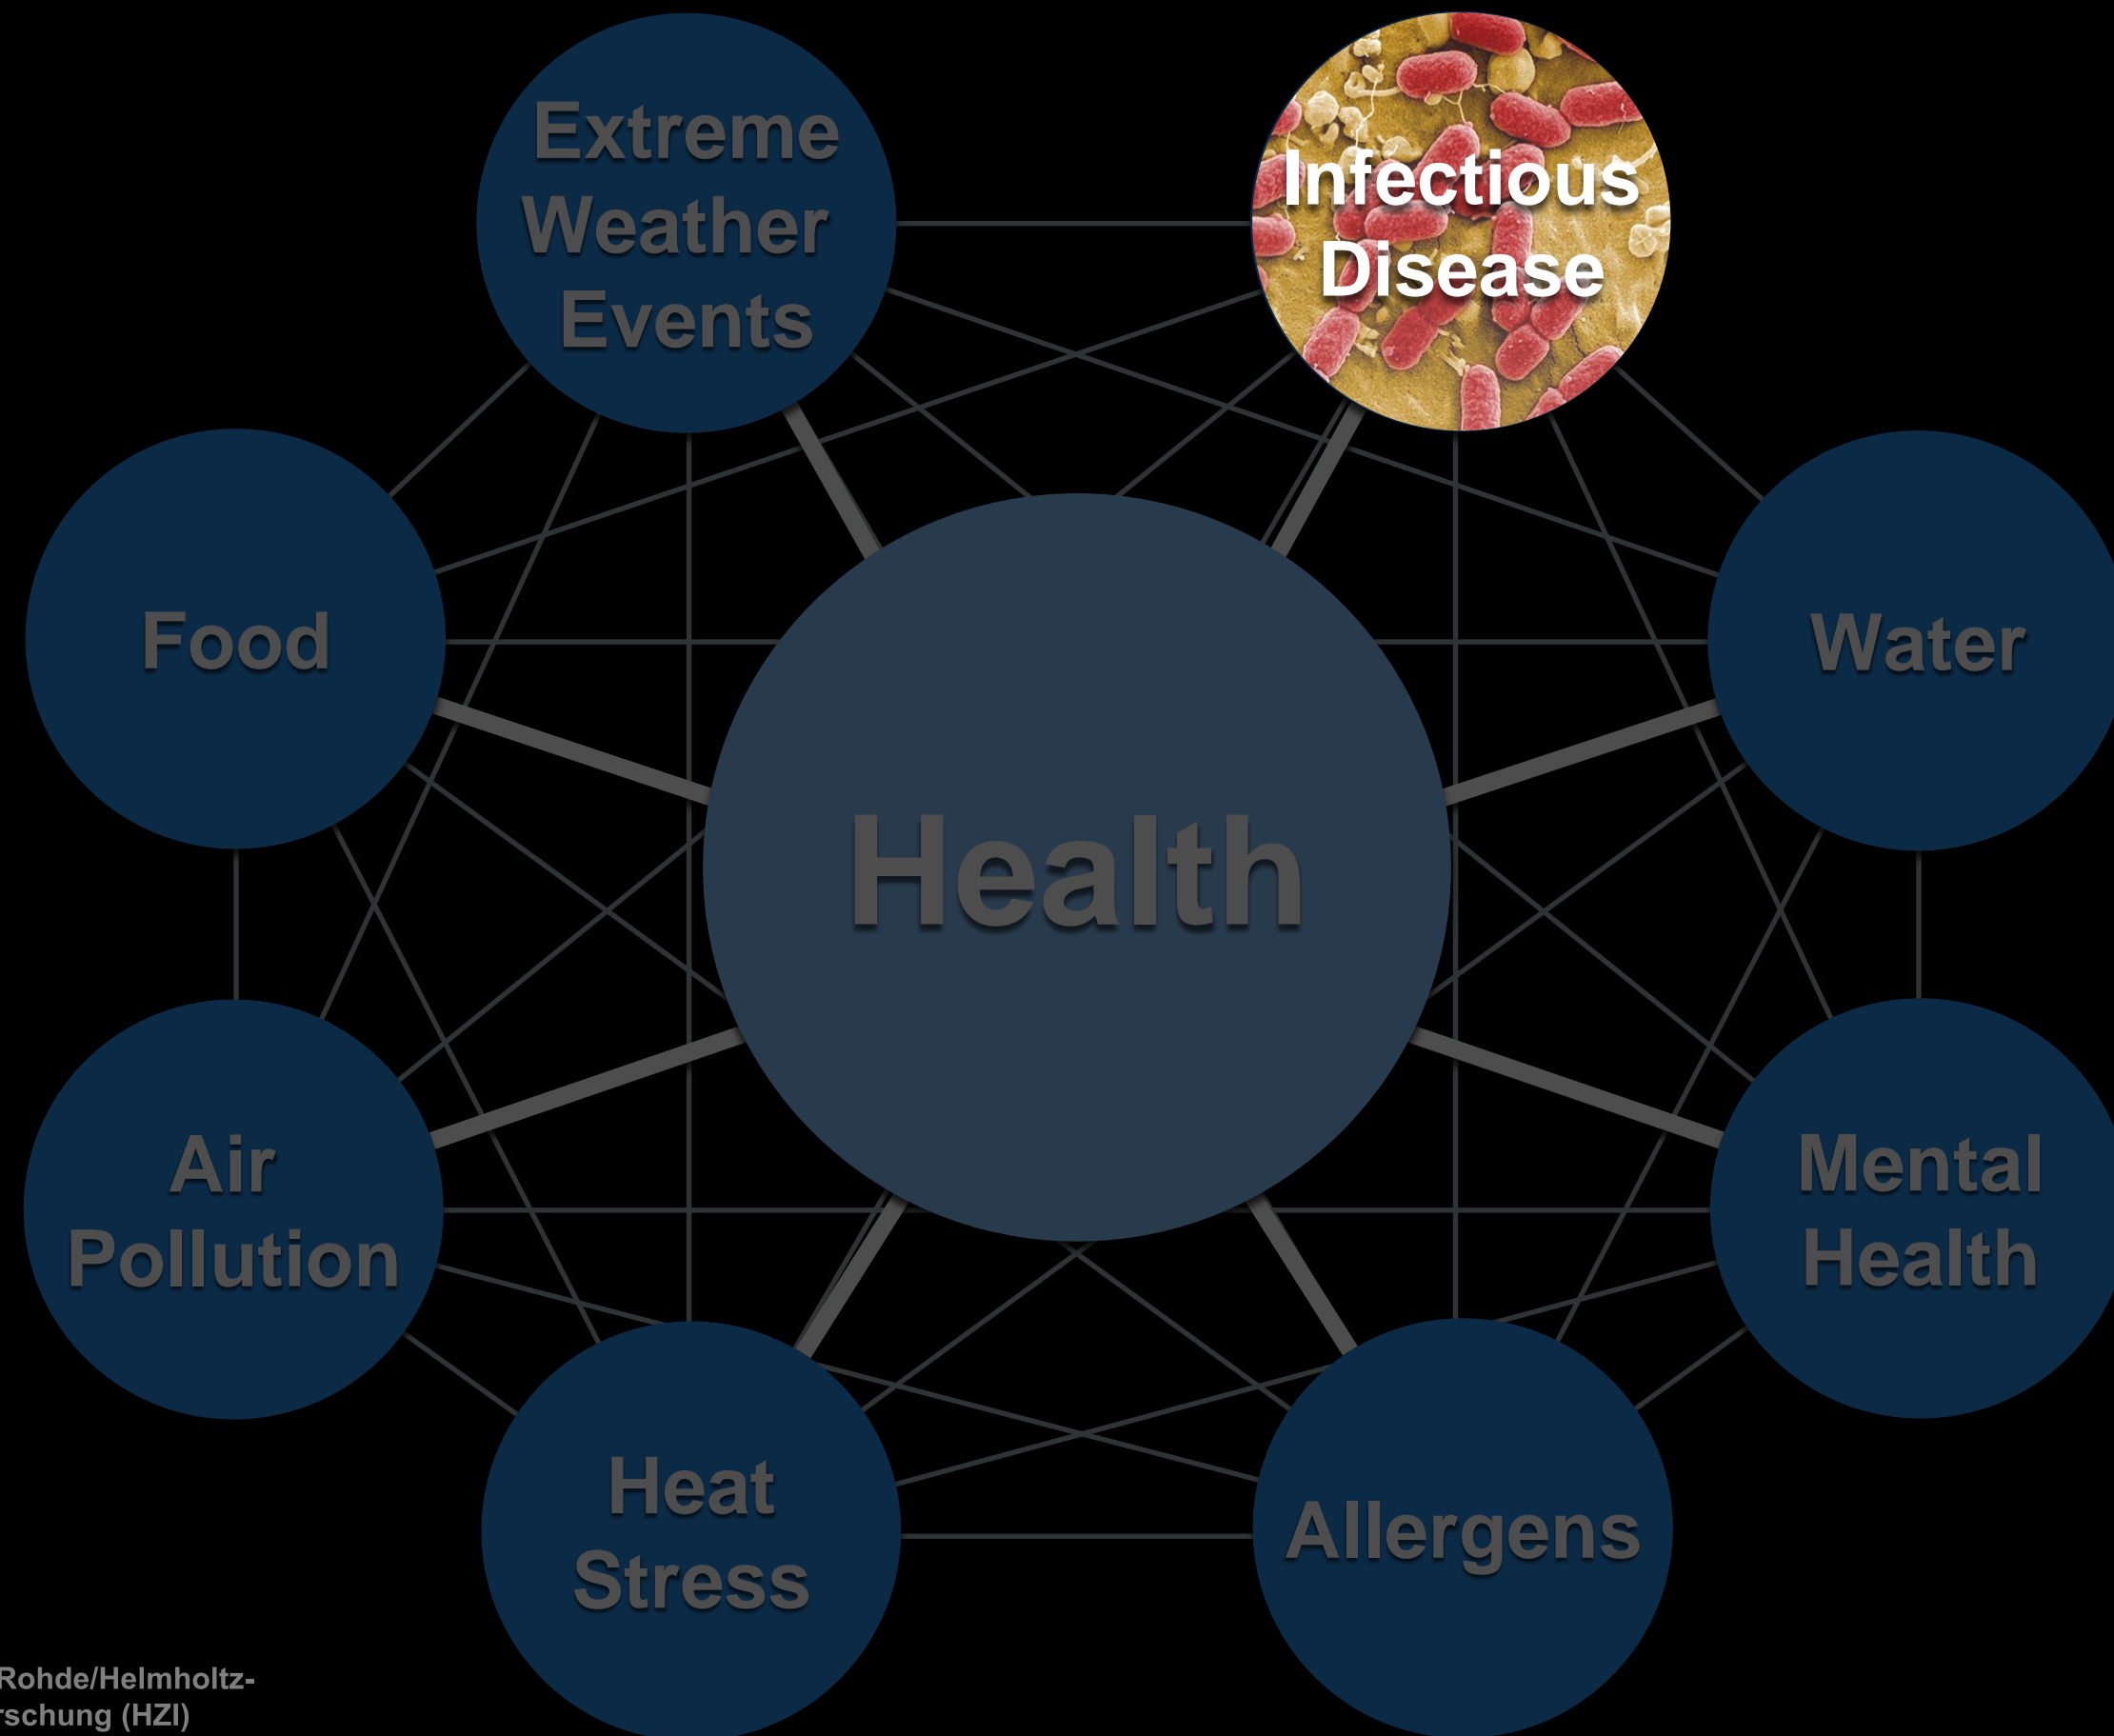 Extreme
Weather
Events
Infectious
Disease
Food
Water
Health
Air
Pollution
Mental
Health
Heat
Stress
Allergens
Rohde/Helmholtz-
rschung (HZI)